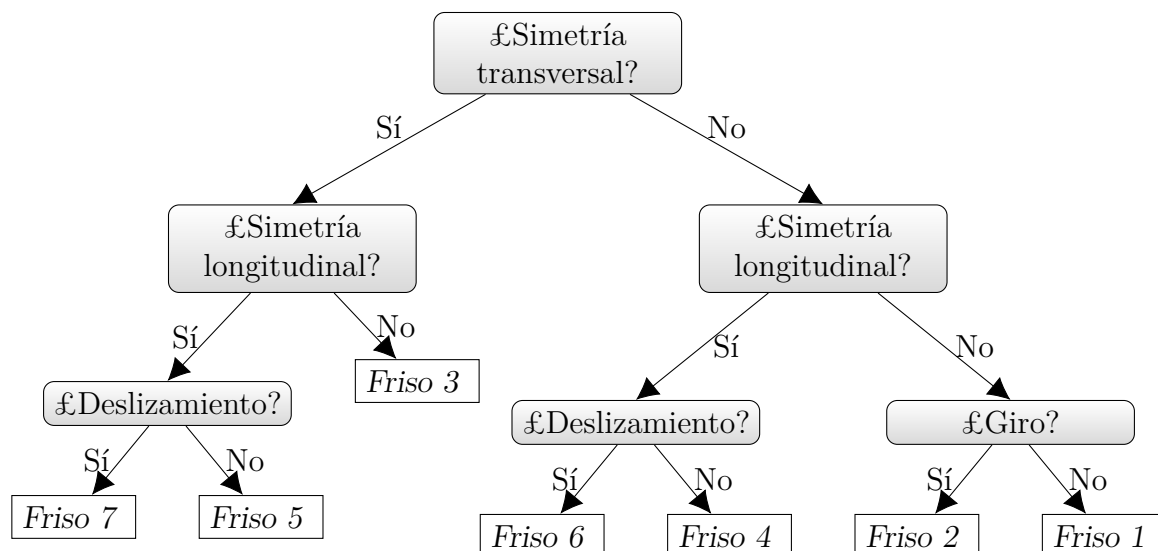 £Simetría
transversal?
Sí
No
£Simetría
longitudinal?
£Simetría
longitudinal?
Sí
No
Sí
No
Friso 3
£Deslizamiento?
£Deslizamiento?
£Giro?
Sí
No
Sí
No
Sí
No
Friso 7
Friso 5
Friso 6
Friso 4
Friso 2
Friso 1